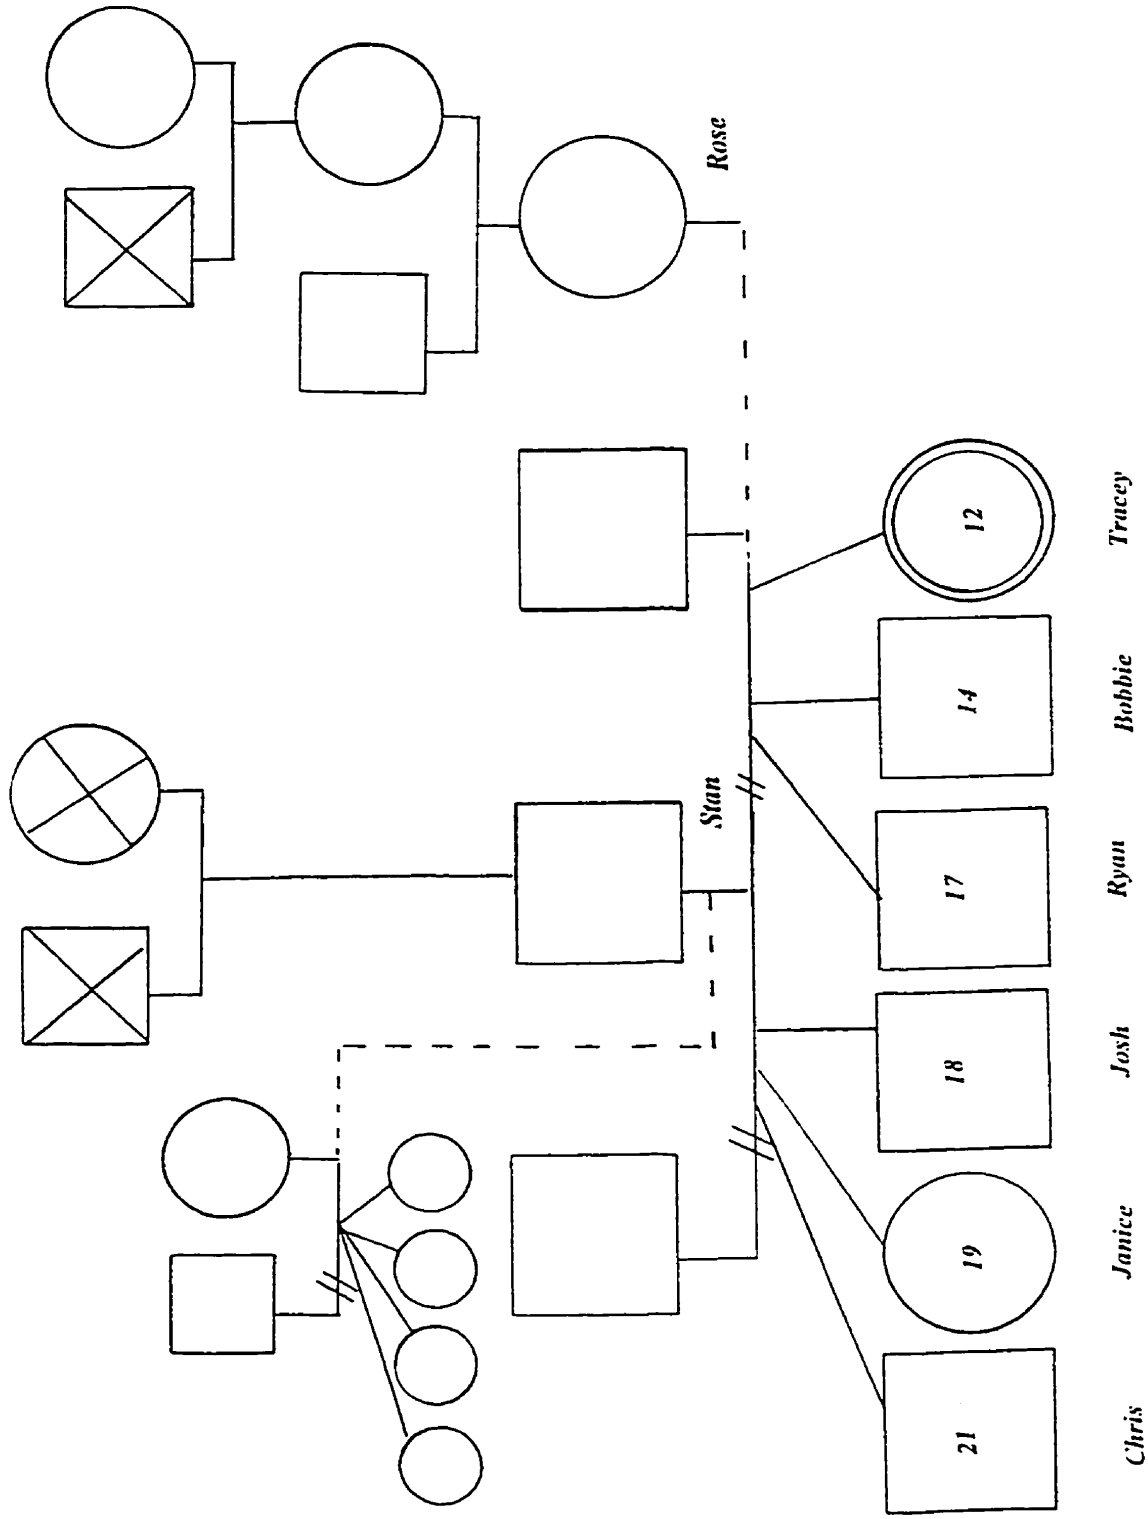 Rose
Stan
21
19
18
17
14
12
Chris
Janice
Josh
Ryan
Bobbie
Tracey